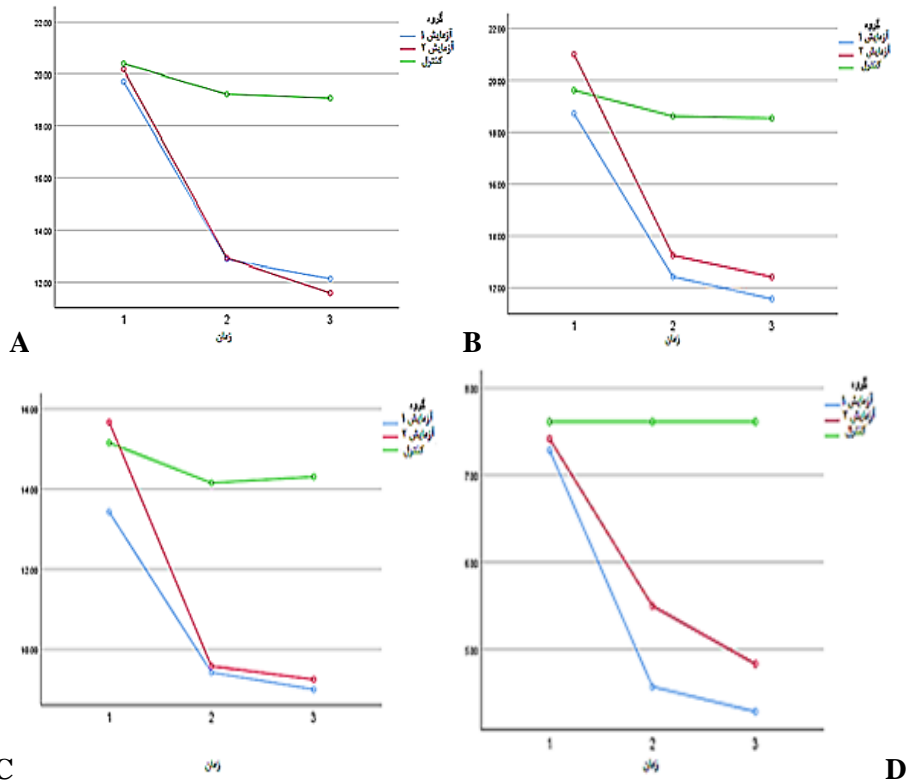 22.00
20.00
18.00
16.00
14.00
12.00
1
2
3
زمان
گروه
آزمایش ۱
آزمایش ۲
کنترل
A
22.00
20.00
18.00
16.00
14.00
12.00
1
2
3
زمان
گروه
آزمایش ۱
آزمایش ۲
کنترل
B
16.00
14.00
12.00
10.00
1
2
3
زمان
گروه
آزمایش ۱
آزمایش ۲
کنترل
C
8.00
7.00
6.00
5.00
1
2
3
زمان
گروه
آزمایش ۱
آزمایش ۲
کنترل
D